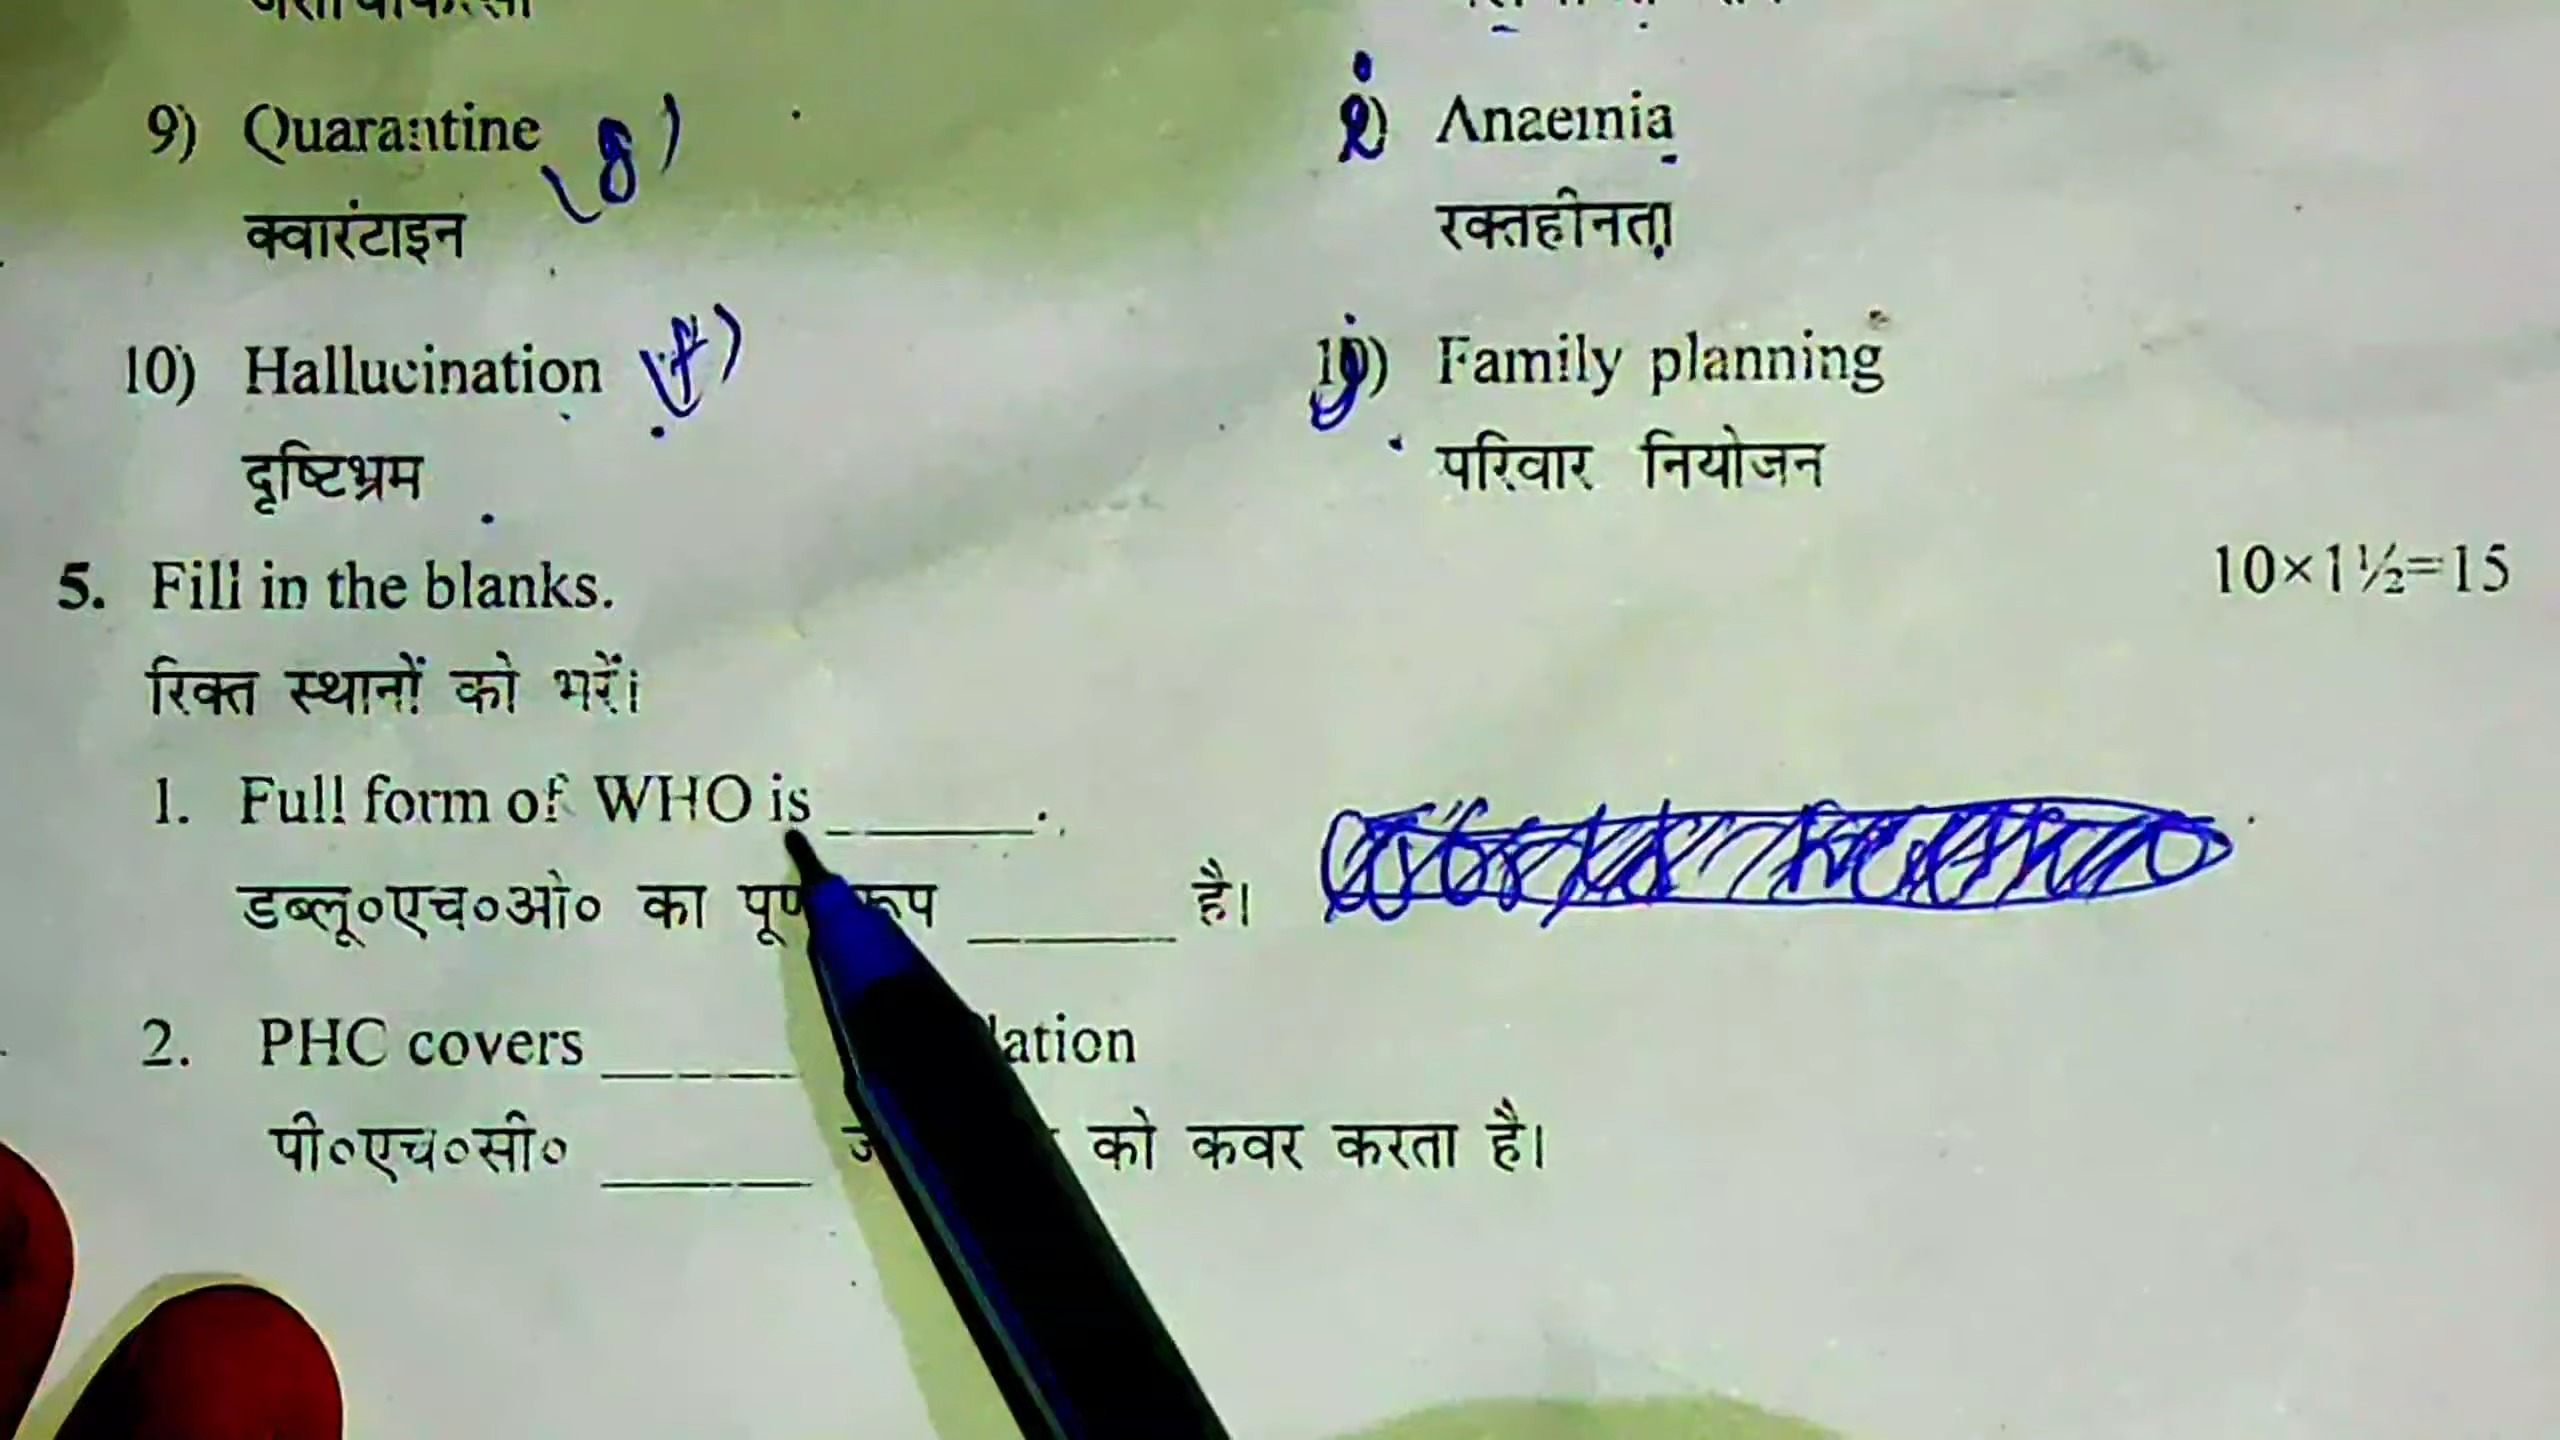 9) Quarantine (g)
क्वारंटाइन
i) Anaemia
रक्तहीनता
10) Hallucination (f)
दृष्टिभ्रम
j) Family planning
परिवार नियोजन
5. Fill in the blanks. 10×1½=15
रिक्त स्थानों को भरें।
1. Full form of WHO is ______.
डब्लू०एच०ओ० का पूर्ण रूप ______ है।
2. PHC covers ______ lation
पी०एच०सी० ______ को कवर करता है।